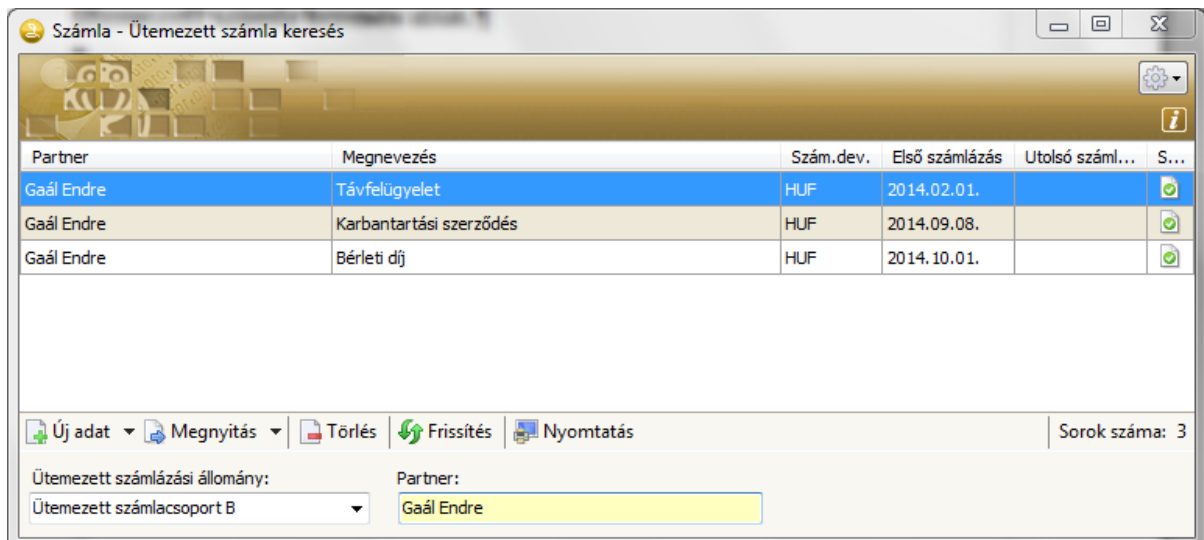 Számla - Ütemezett számla keresés
Partner Megnevezés Szám.dev. Első számlázás Utolsó száml... S...
Gaál Endre Távfelügyelet HUF 2014.02.01.
Gaál Endre Karbantartási szerződés HUF 2014.09.08.
Gaál Endre Bérleti díj HUF 2014.10.01.
Új adat Megnyitás Törlés Frissítés Nyomtatás Sorok száma: 3
Ütemezett számlázási állomány: Partner:
Ütemezett számlacsoport B Gaál Endre